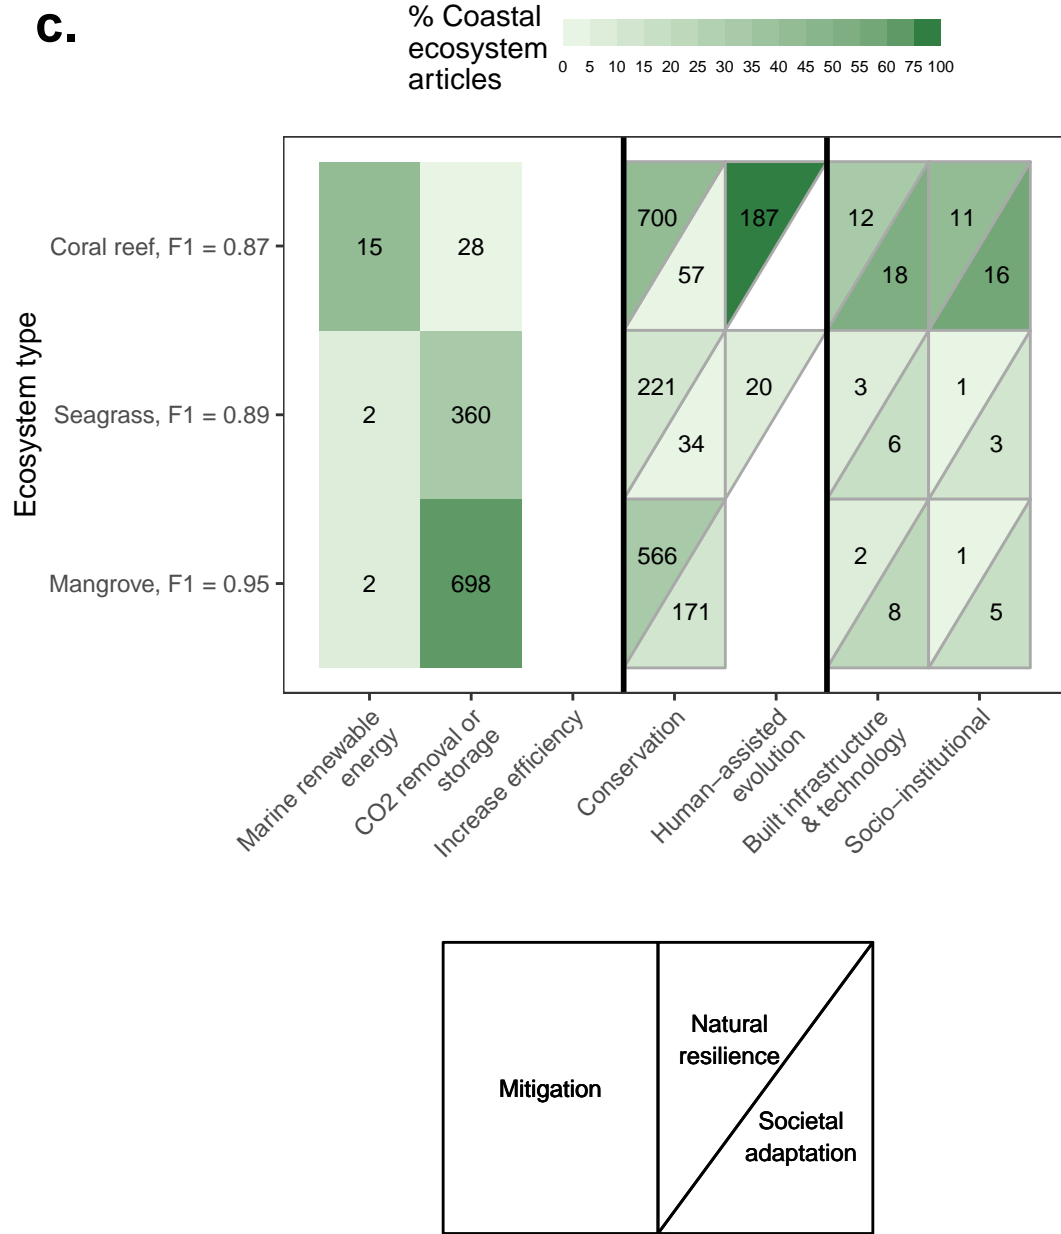 c.
% Coastal
ecosystem
articles
0 5 10 15 20 25 30 35 40 45 50 55 60 75 100
Ecosystem type
Coral reef, F1 = 0.87
15 28 700 57 187 12 18 11 16
Seagrass, F1 = 0.89
2 360 221 34 20 3 6 1 3
Mangrove, F1 = 0.95
2 698 566 171 2 8 1 5
Marine renewable
energy
CO2 removal or
storage
Increase efficiency
Conservation
Human−assisted
evolution
Built infrastructure
& technology
Socio−institutional
Mitigation
Natural
resilience
Societal
adaptation